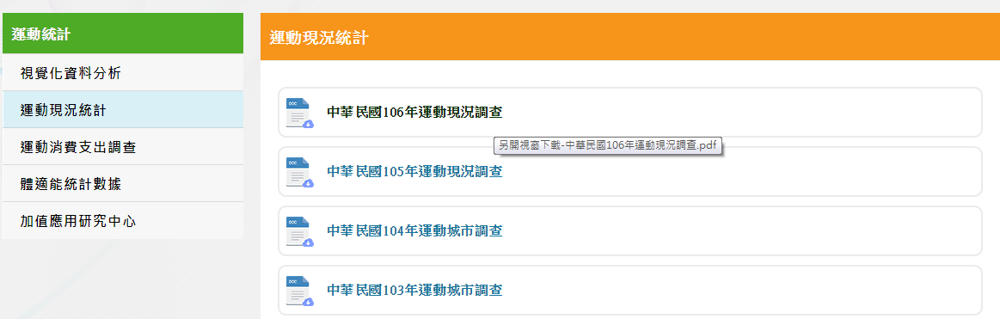 運動統計
視覺化資料分析
運動現況統計
運動消費支出調查
體適能統計數據
加值應用研究中心
運動現況統計
DOC
中華民國106年運動現況調查
另開視窗下載-中華民國106年運動現況調查.pdf
DOC
中華民國105年運動現況調查
DOC
中華民國104年運動城市調查
DOC
中華民國103年運動城市調查